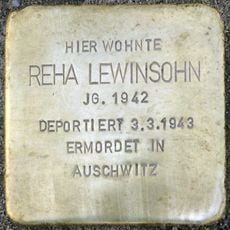 HIER WOHNTE
REHA LEWINSOHN
JG. 1942
DEPORTIERT 3.3.1943
ERMORDET IN
AUSCHWITZ